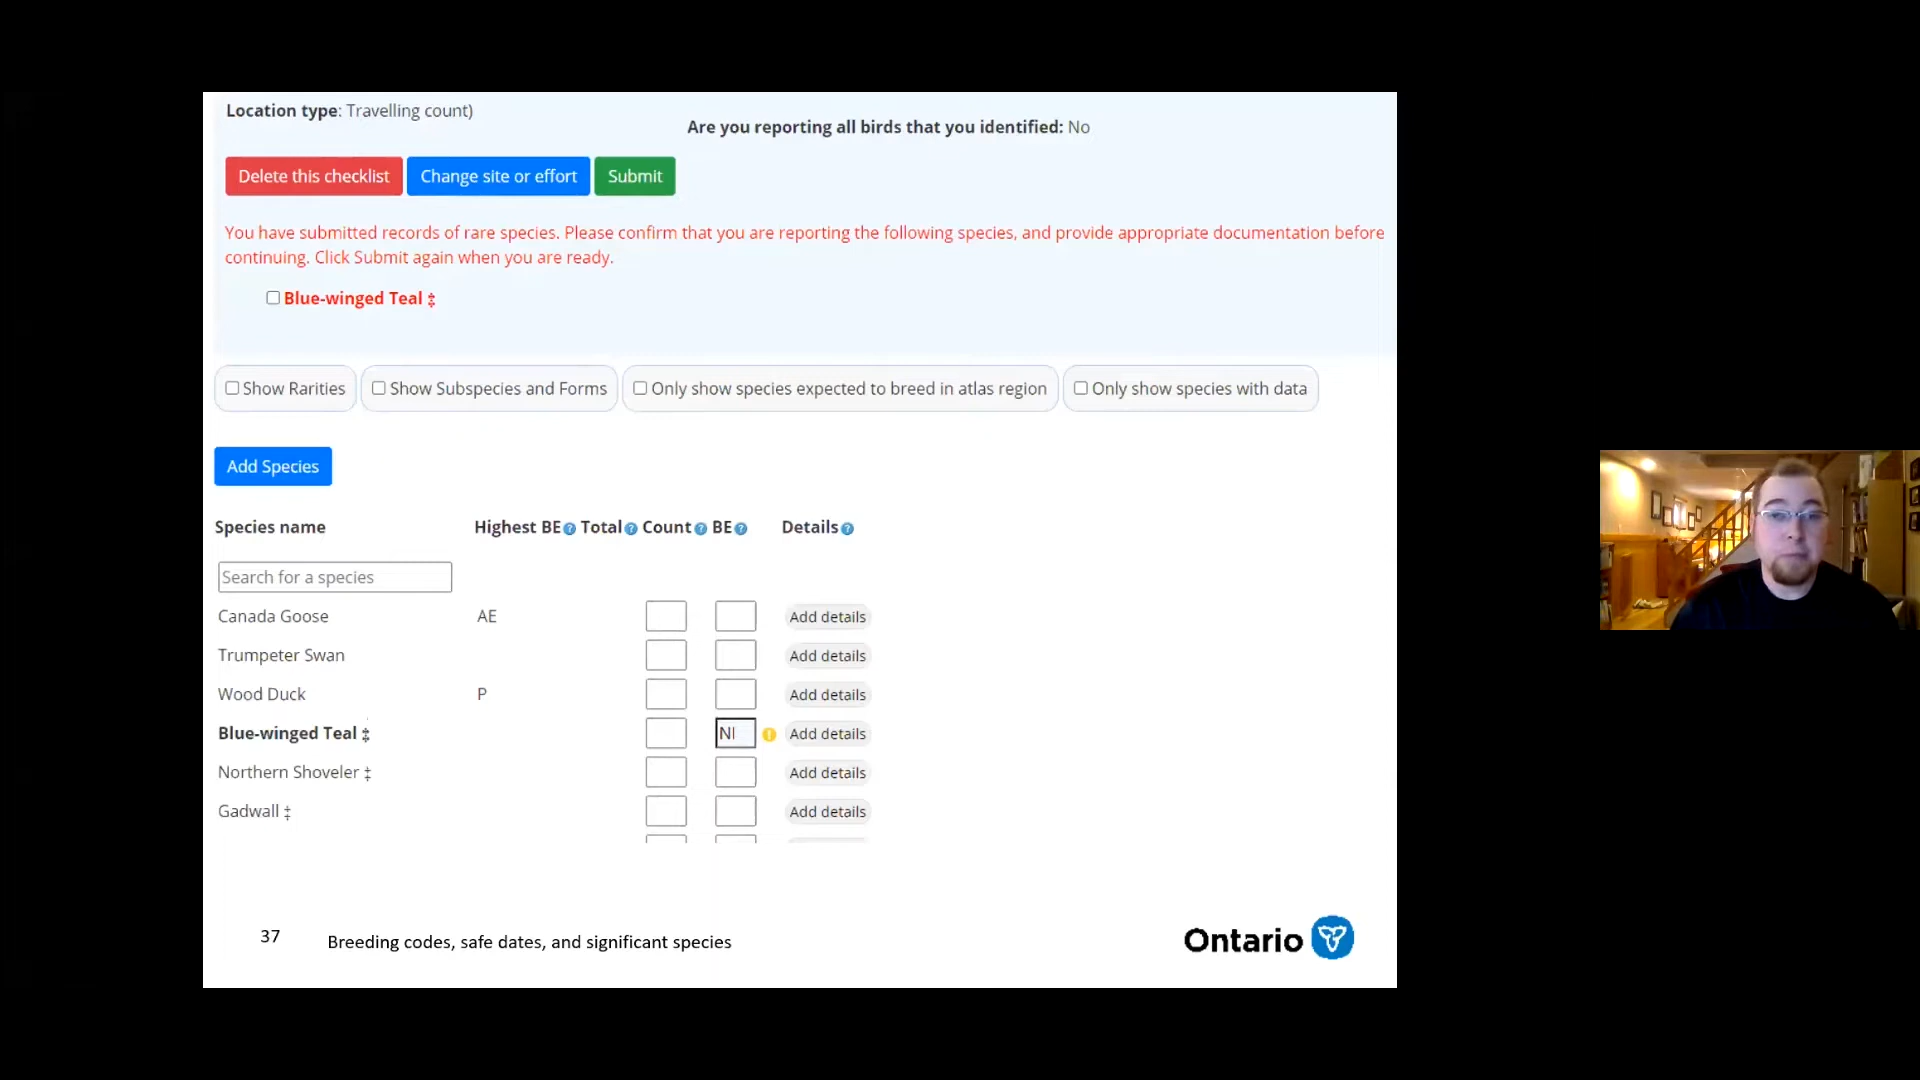 Location type: Travelling count)
Are you reporting all birds that you identified: No
Delete this checklist Change site or effort Submit
You have submitted records of rare species. Please confirm that you are reporting the following species, and provide appropriate documentation before
continuing. Click Submit again when you are ready.
Blue-winged Teal ‡
Show Rarities Show Subspecies and Forms Only show species expected to breed in atlas region Only show species with data
Add Species
Species name Highest BE? Total? Count? BE? Details?
Search for a species
Canada Goose AE Add details
Trumpeter Swan Add details
Wood Duck P Add details
Blue-winged Teal ‡ N ! Add details
Northern Shoveler ‡ Add details
Gadwall ‡ Add details
37 Breeding codes, safe dates, and significant species
Ontario